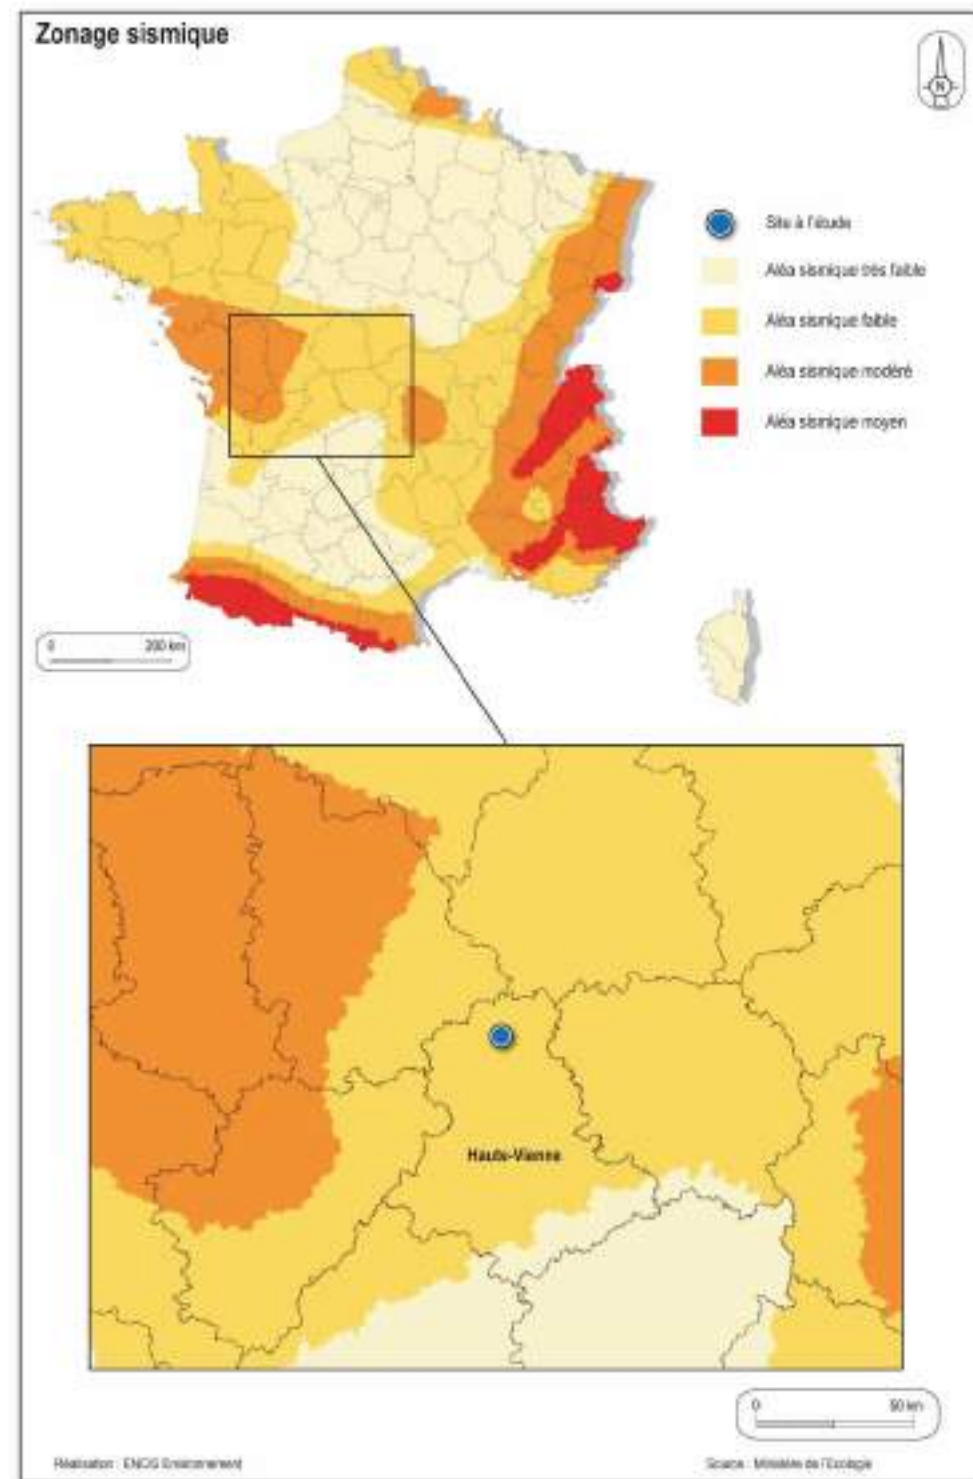 Zonage sismique
N
Site à l'étude
Aléa sismique très faible
Aléa sismique faible
Aléa sismique modéré
Aléa sismique moyen
0 200 km
Haute-Vienne
0 50 km
Réalisation : ENCIS Environnement
Source : Ministère de l'Ecologie